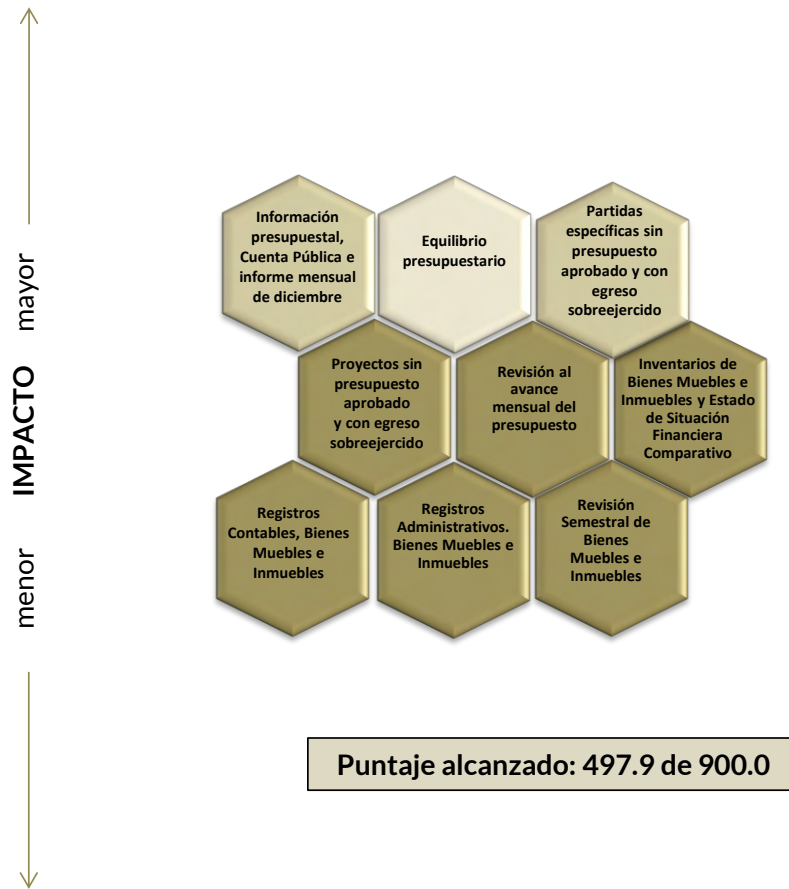 mayor
IMPACTO
menor
Información
presupuestal,
Cuenta Pública e
informe mensual
de diciembre
Equilibrio
presupuestario
Partidas
específicas sin
presupuesto
aprobado y con
egreso
sobreejercido
Proyectos sin
presupuesto
aprobado
y con egreso
sobreejercido
Revisión al
avance
mensual del
presupuesto
Inventarios de
Bienes Muebles e
Inmuebles y Estado
de Situación
Financiera
Comparativo
Registros
Contables, Bienes
Muebles e
Inmuebles
Registros
Administrativos.
Bienes Muebles e
Inmuebles
Revisión
Semestral de
Bienes
Muebles e
Inmuebles
Puntaje alcanzado: 497.9 de 900.0